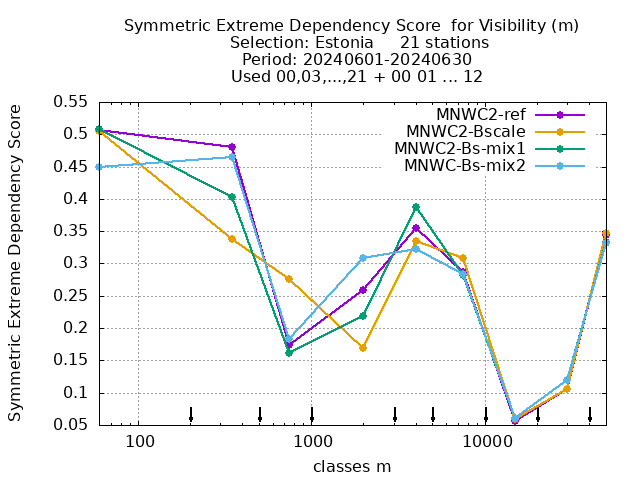 Symmetric Extreme Dependency Score  for Visibility (m)
Selection: Estonia     21 stations
Period: 20240601-20240630
Used 00,03,...,21 + 00 01 ... 12
Symmetric Extreme Dependency Score
0.55
0.5
0.45
0.4
0.35
0.3
0.25
0.2
0.15
0.1
0.05
MNWC2-ref
MNWC2-Bscale
MNWC2-Bs-mix1
MNWC-Bs-mix2
100
1000
10000
classes m